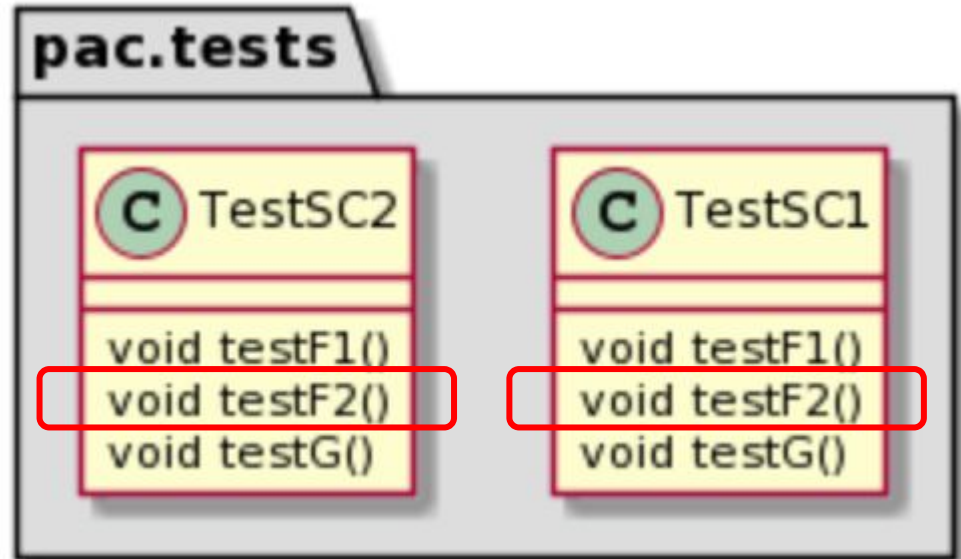 pac.tests
C TestSC2
void testF1()
void testF2()
void testG()
C TestSC1
void testF1()
void testF2()
void testG()